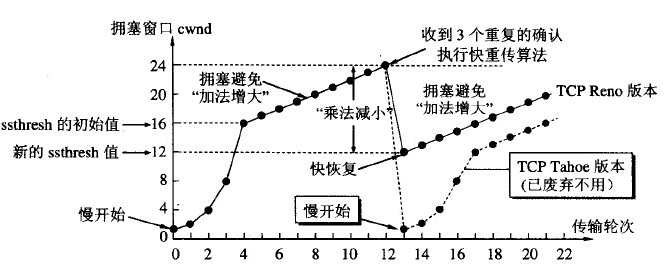 拥塞窗口 cwnd
收到 3 个重复的确认
执行快重传算法
24
20
16
12
8
4
0
拥塞避免
“加法增大”
“乘法减小”
拥塞避免
“加法增大”
TCP Reno 版本
ssthresh 的初始值
新的 ssthresh 值
快恢复
TCP Tahoe 版本
(已废弃不用)
慢开始
慢开始
传输轮次
0 2 4 6 8 10 12 14 16 18 20 22